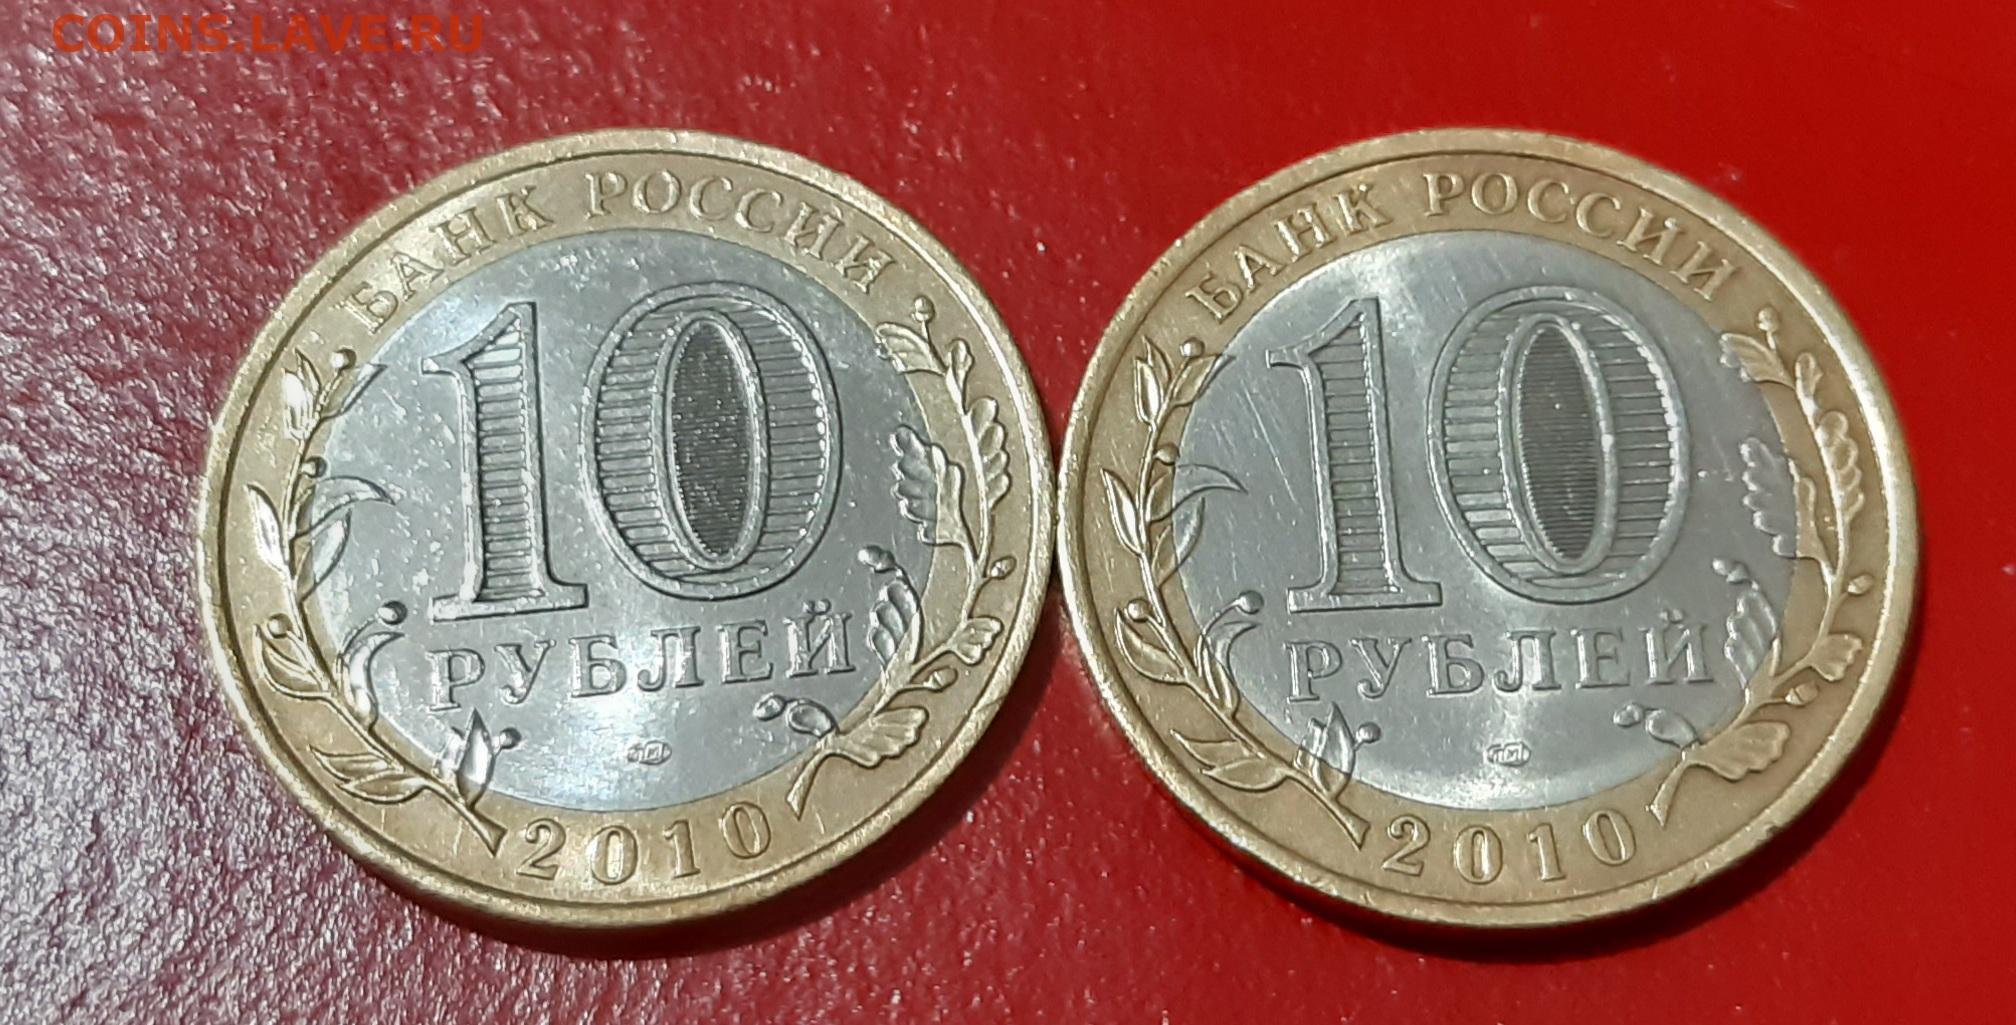 COINS.LAVE.RU
БАНК РОССИИ
10
РУБЛЕЙ
2010
БАНК РОССИИ
10
РУБЛЕЙ
2010